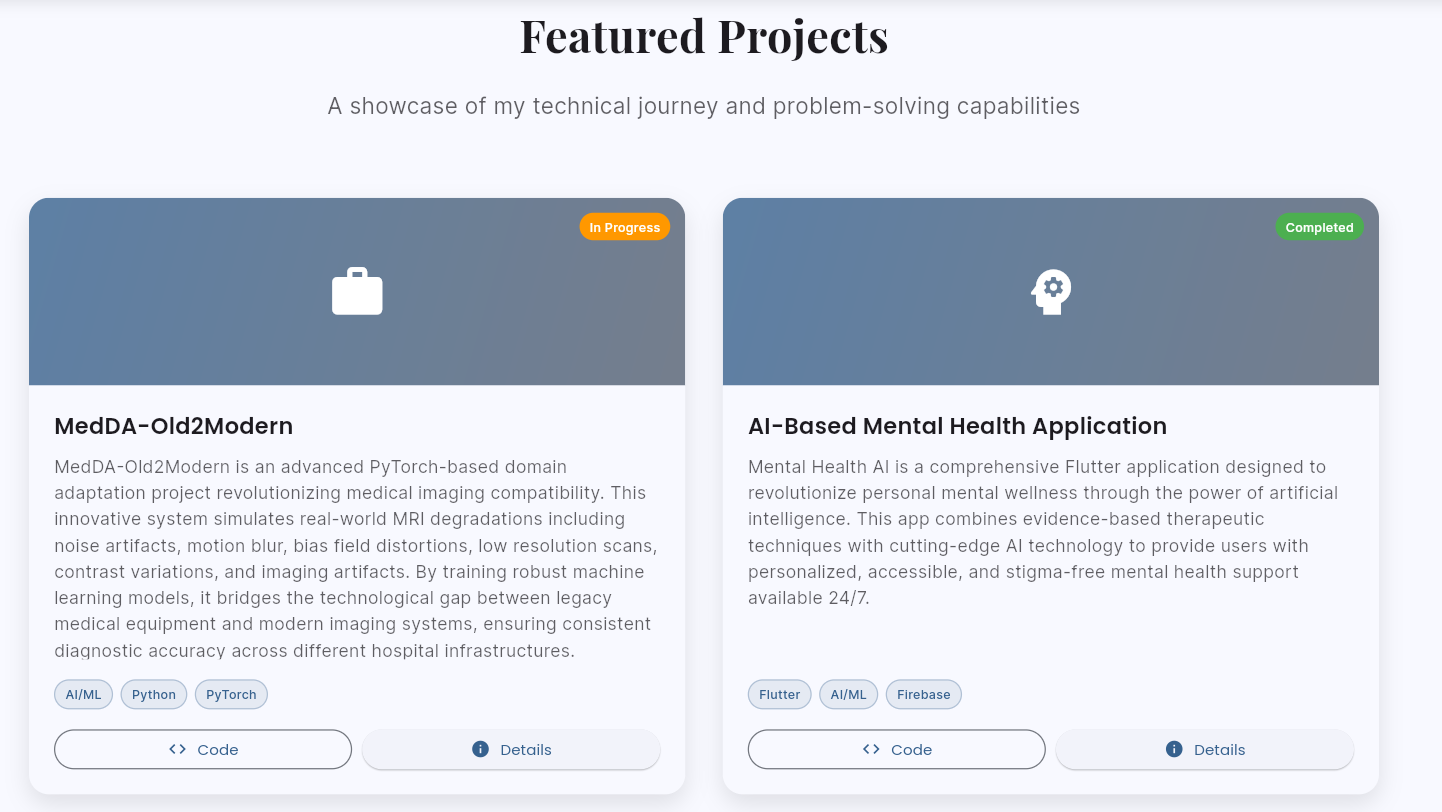 Featured Projects
A showcase of my technical journey and problem-solving capabilities
In Progress
MedDA-Old2Modern
MedDA-Old2Modern is an advanced PyTorch-based domain
adaptation project revolutionizing medical imaging compatibility. This
innovative system simulates real-world MRI degradations including
noise artifacts, motion blur, bias field distortions, low resolution scans,
contrast variations, and imaging artifacts. By training robust machine
learning models, it bridges the technological gap between legacy
medical equipment and modern imaging systems, ensuring consistent
diagnostic accuracy across different hospital infrastructures.
AI/ML Python PyTorch
Code Details
Completed
AI-Based Mental Health Application
Mental Health AI is a comprehensive Flutter application designed to
revolutionize personal mental wellness through the power of artificial
intelligence. This app combines evidence-based therapeutic
techniques with cutting-edge AI technology to provide users with
personalized, accessible, and stigma-free mental health support
available 24/7.
Flutter AI/ML Firebase
Code Details